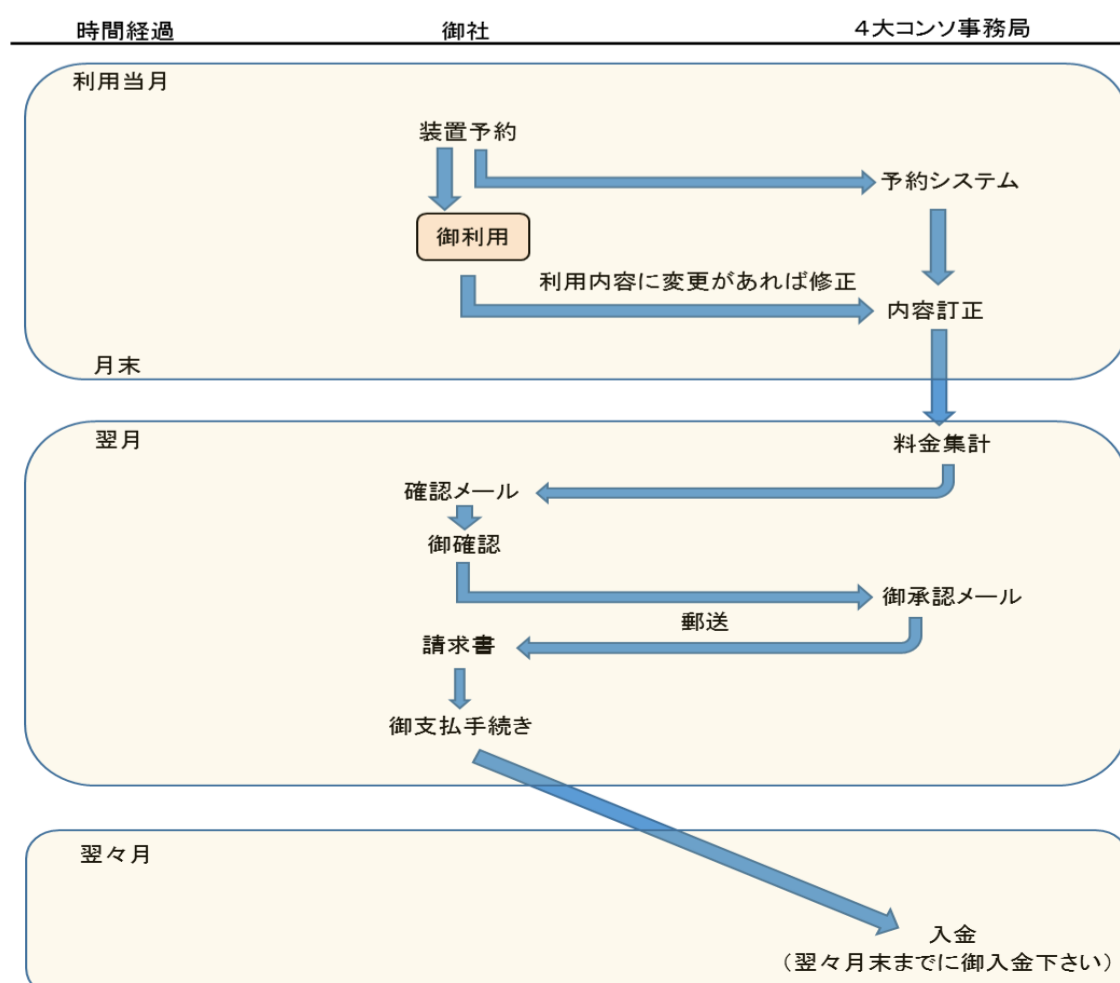 時間経過 御社 4大コンソ事務局
利用当月
装置予約
予約システム
御利用
利用内容に変更があれば修正
内容訂正
月末
翌月
料金集計
確認メール
御確認
御承認メール
郵送
請求書
御支払手続き
翌々月
入金
(翌々月末までに御入金下さい)